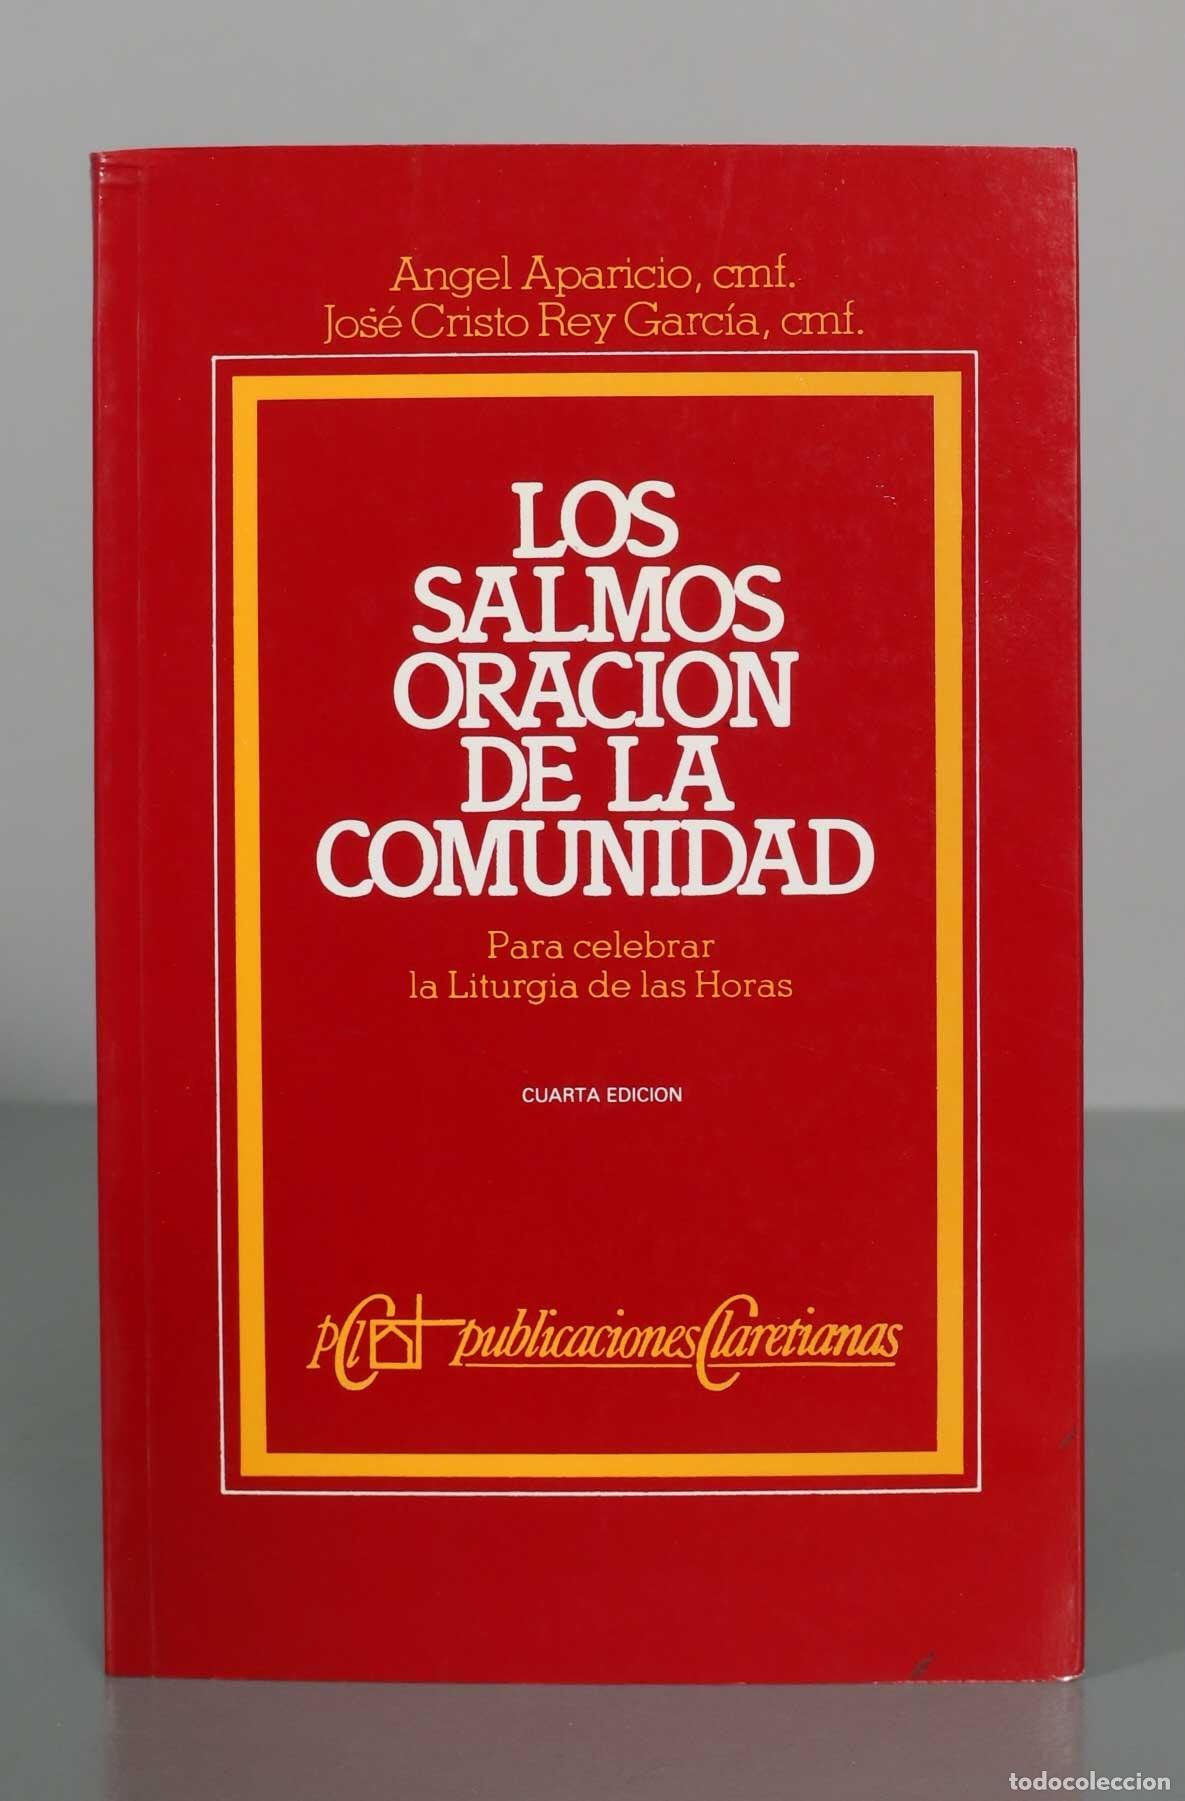 Angel Aparicio, cmf.
José Cristo Rey García, cmf.
LOS
SALMOS
ORACION
DE LA
COMUNIDAD
Para celebrar
la Liturgia de las Horas
CUARTA EDICION
pCl publicaciones Claretianas
todocoleccion